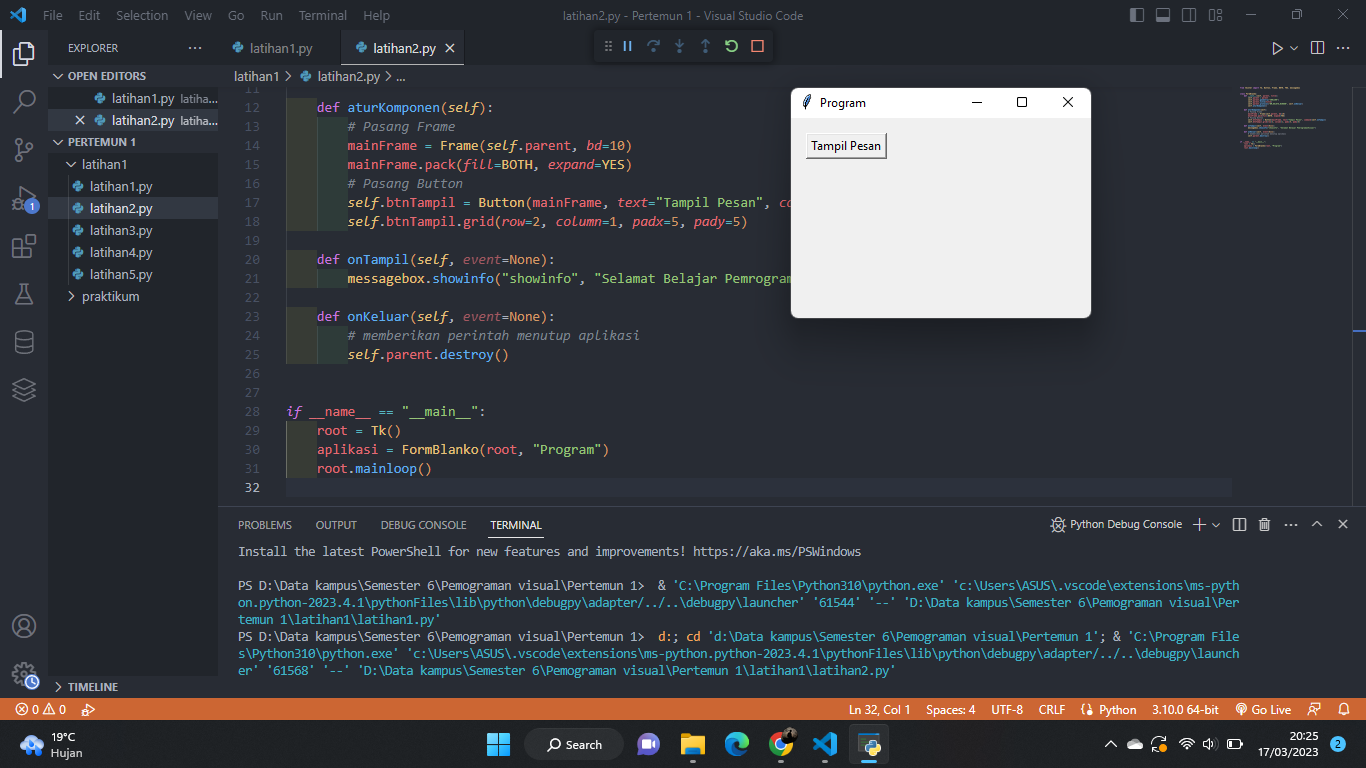 File Edit Selection View Go Run Terminal Help
latihan2.py - Pertemun 1 - Visual Studio Code
EXPLORER
OPEN EDITORS
latihan1.py latiha...
latihan2.py latiha...
PERTEMUN 1
latihan1
latihan1.py
latihan2.py
latihan3.py
latihan4.py
latihan5.py
praktikum
TIMELINE
1
latihan1.py latihan2.py
latihan1 > latihan2.py > ...
11
12 def aturKomponen(self):
13 # Pasang Frame
14 mainFrame = Frame(self.parent, bd=10)
15 mainFrame.pack(fill=BOTH, expand=YES)
16 # Pasang Button
17 self.btnTampil = Button(mainFrame, text="Tampil Pesan", co
18 self.btnTampil.grid(row=2, column=1, padx=5, pady=5)
19
20 def onTampil(self, event=None):
21 messagebox.showinfo("showinfo", "Selamat Belajar Pemrogram
22
23 def onKeluar(self, event=None):
24 # memberikan perintah menutup aplikasi
25 self.parent.destroy()
26
27
28 if __name__ == "__main__":
29 root = Tk()
30 aplikasi = FormBlanko(root, "Program")
31 root.mainloop()
32
Program
Tampil Pesan
PROBLEMS OUTPUT DEBUG CONSOLE TERMINAL
Python Debug Console
Install the latest PowerShell for new features and improvements! https://aka.ms/PSWindows
PS D:\Data kampus\Semester 6\Pemograman visual\Pertemun 1> & 'C:\Program Files\Python310\python.exe' 'c:\Users\ASUS\.vscode\extensions\ms-pyth
on.python-2023.4.1\pythonFiles\lib\python\debugpy\adapter/../..\debugpy\launcher' '61544' '--' 'D:\Data kampus\Semester 6\Pemograman visual\Per
temun 1\latihan1\latihan1.py'
PS D:\Data kampus\Semester 6\Pemograman visual\Pertemun 1> d:; cd 'd:\Data kampus\Semester 6\Pemograman visual\Pertemun 1'; & 'C:\Program File
s\Python310\python.exe' 'c:\Users\ASUS\.vscode\extensions\ms-python.python-2023.4.1\pythonFiles\lib\python\debugpy\adapter/../..\debugpy\launch
er' '61568' '--' 'D:\Data kampus\Semester 6\Pemograman visual\Pertemun 1\latihan1\latihan2.py'
0 0
Ln 32, Col 1 Spaces: 4 UTF-8 CRLF Python 3.10.0 64-bit Go Live
19°C
Hujan
Search
20:25
17/03/2023
2